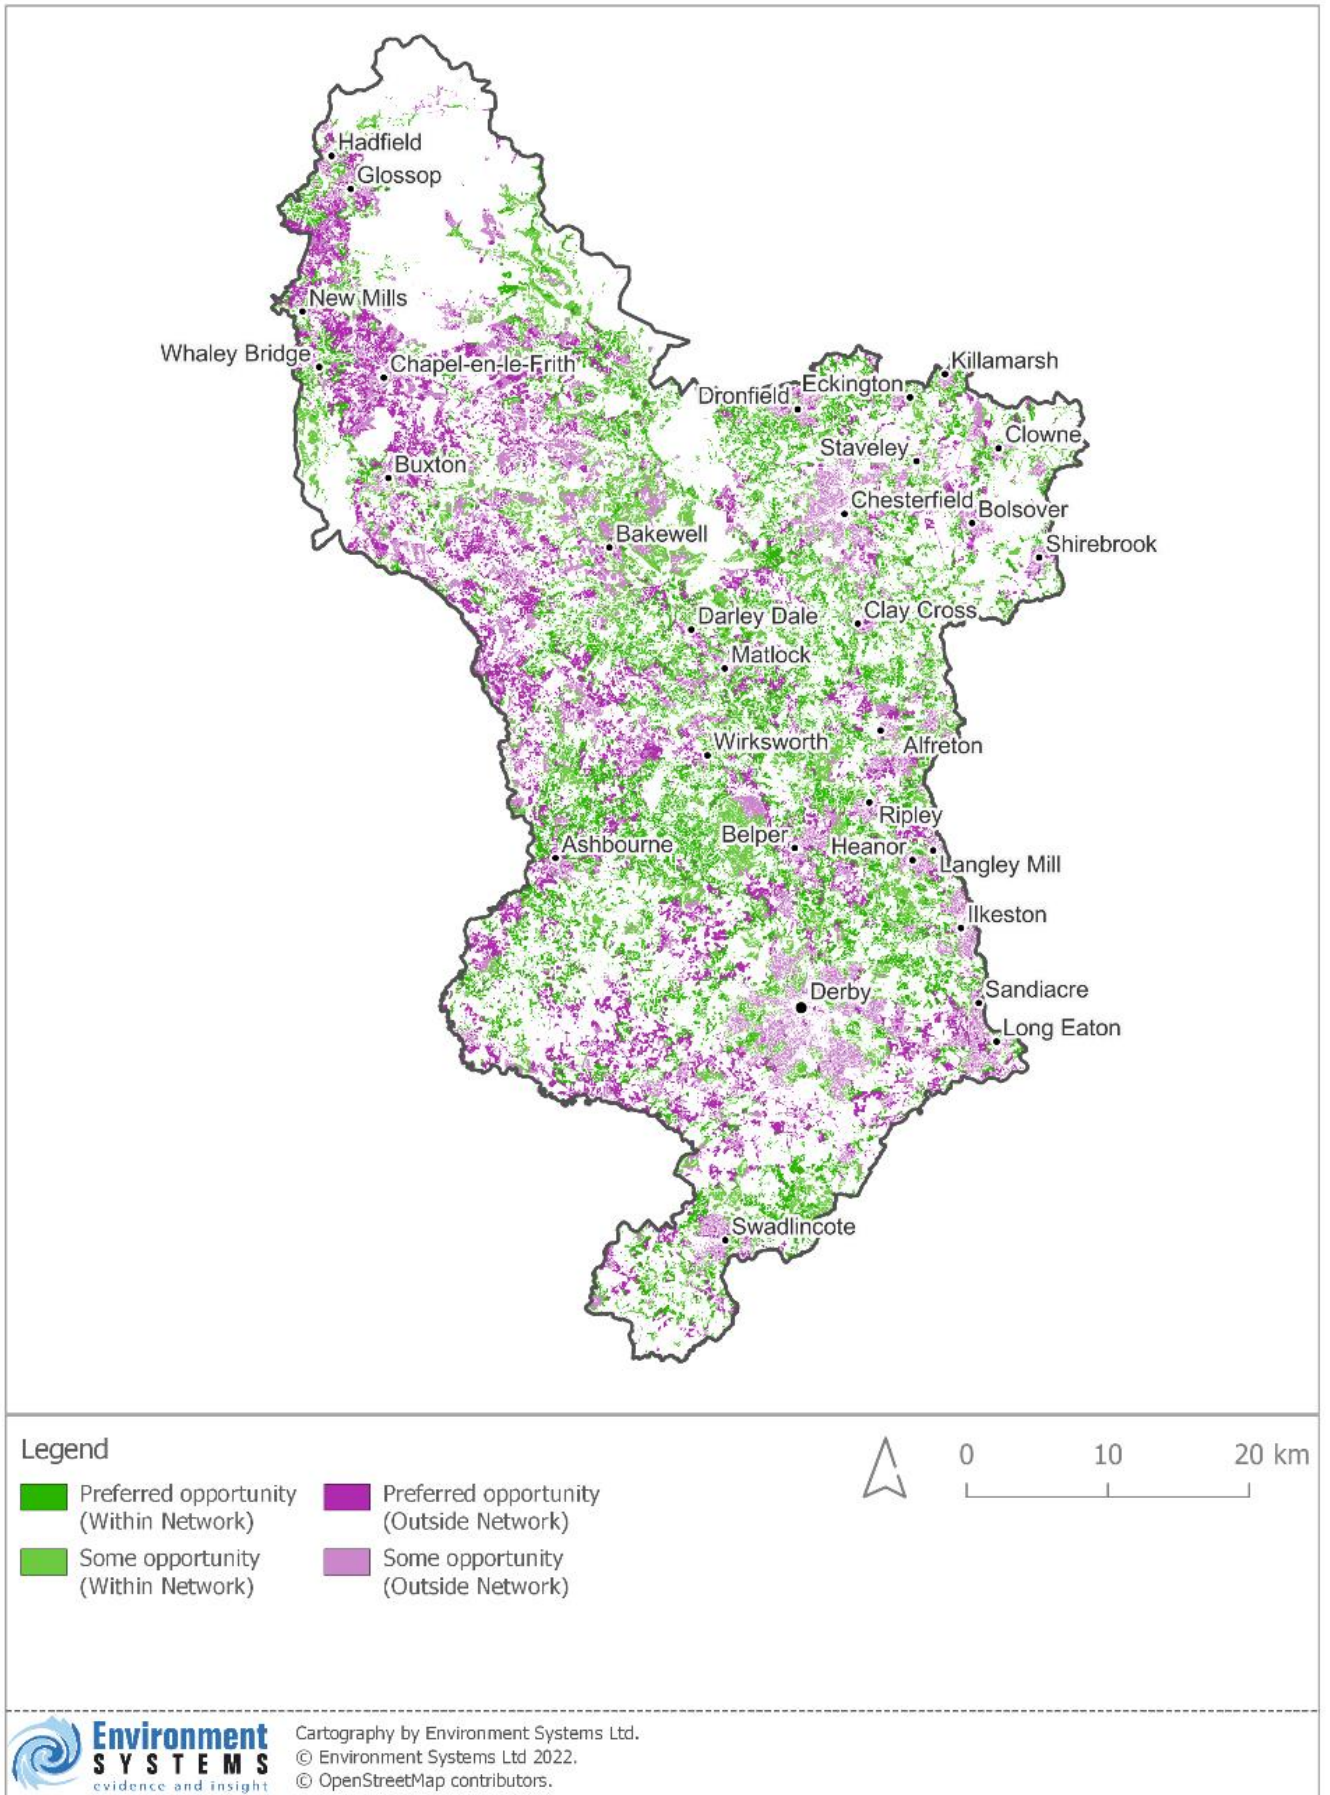 Hadfield
Glossop
New Mills
Whaley Bridge
Chapel-en-le-Frith
Killamarsh
Eckington
Dronfield
Clowne
Staveley
Buxton
Chesterfield
Bolsover
Bakewell
Shirebrook
Darley Dale
Clay Cross
Matlock
Wirksworth
Alfreton
Ripley
Belper
Heanor
Ashbourne
Langley Mill
Ilkeston
Sandiacre
Derby
Long Eaton
Swadlincote
Legend
Preferred opportunity
(Within Network)
Some opportunity
(Within Network)
Preferred opportunity
(Outside Network)
Some opportunity
(Outside Network)
0 10 20 km
Environment
SYSTEMS
evidence and insight
Cartography by Environment Systems Ltd.
© Environment Systems Ltd 2022.
© OpenStreetMap contributors.